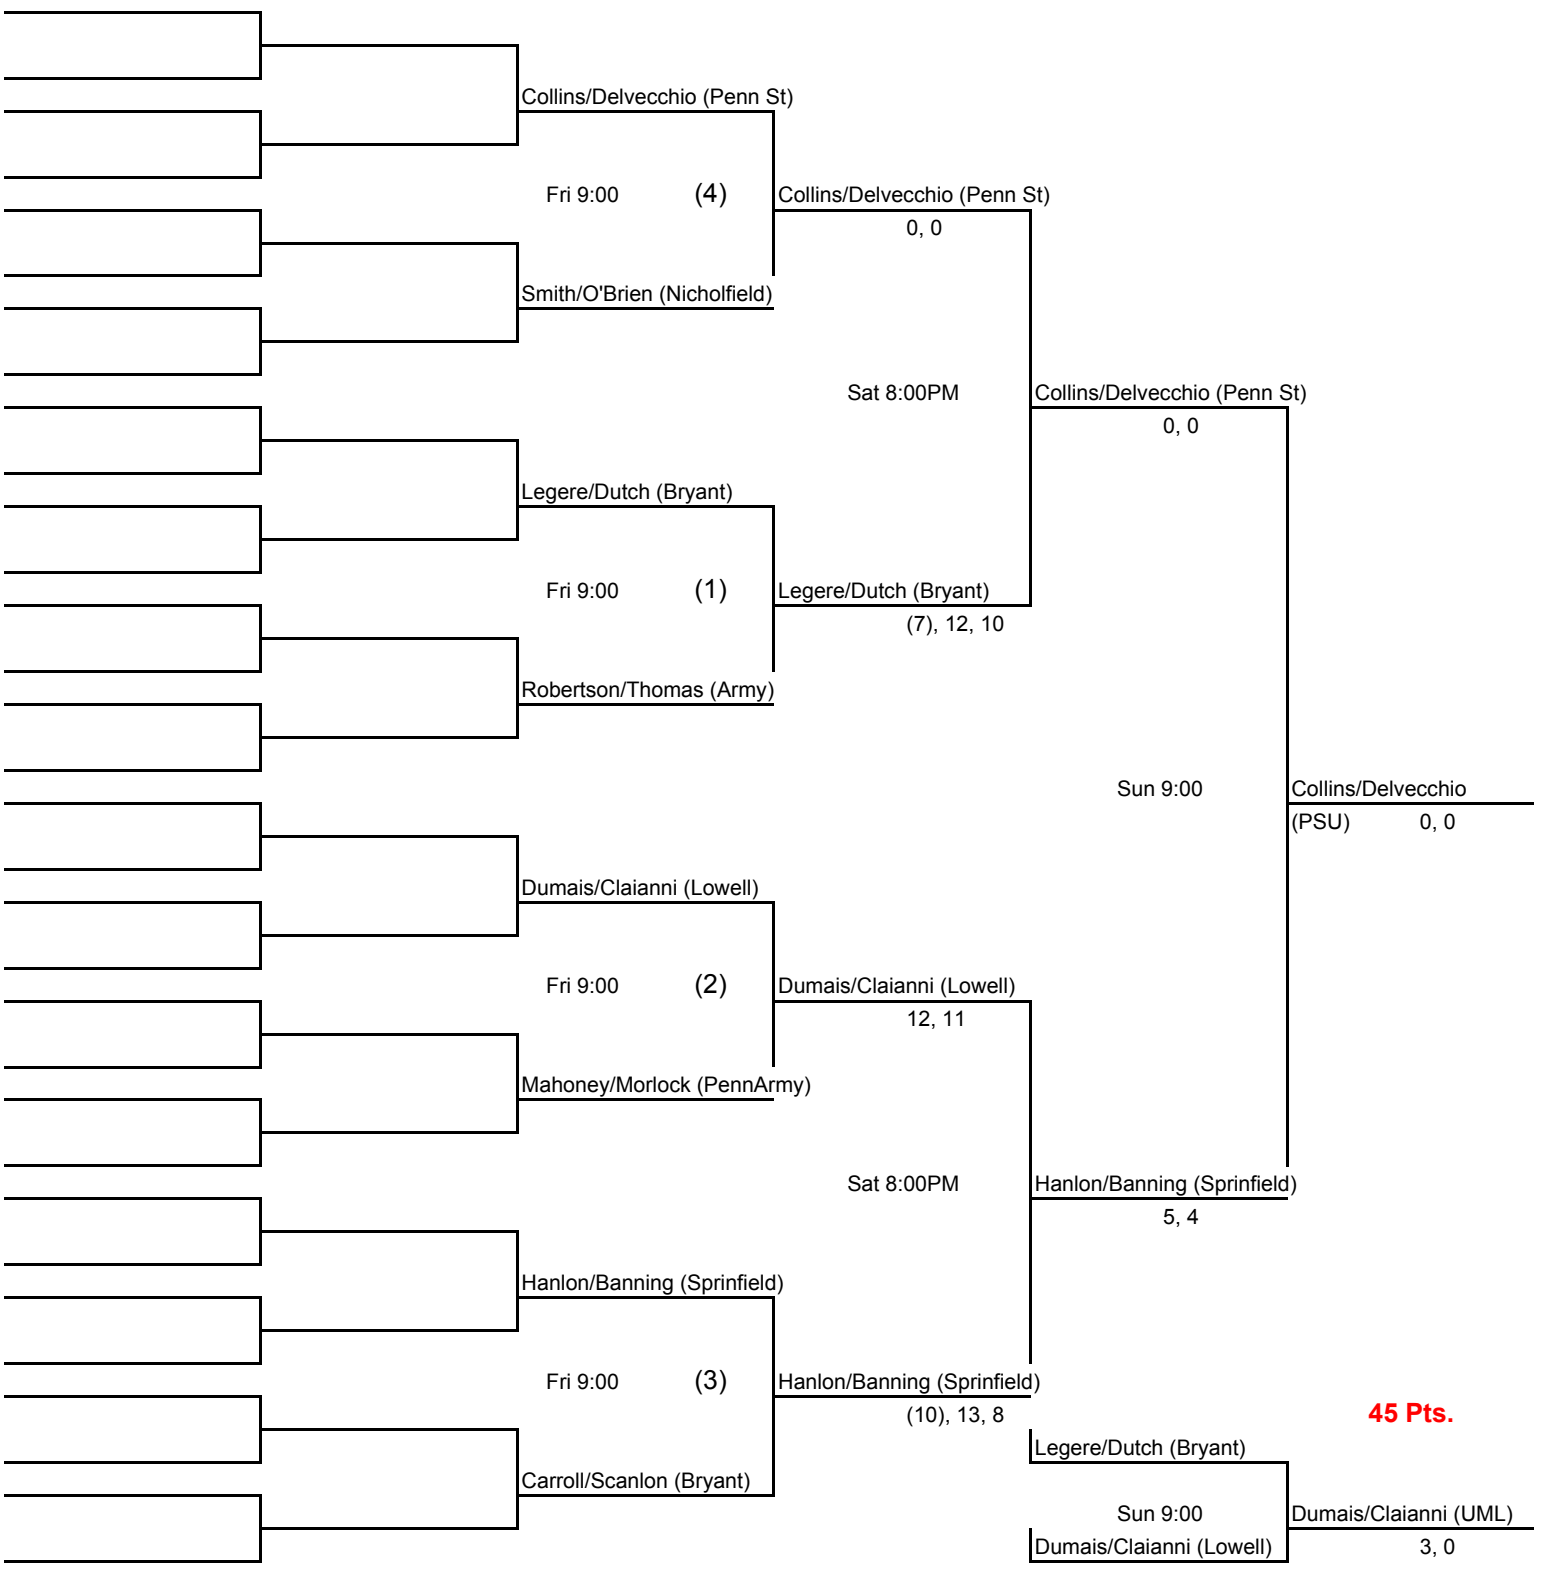 Collins/Delvecchio (Penn St)
Fri 9:00 (4) Collins/Delvecchio (Penn St)
0, 0
Smith/O'Brien (Nicholfield)
Sat 8:00PM Collins/Delvecchio (Penn St)
0, 0
Legere/Dutch (Bryant)
Fri 9:00 (1) Legere/Dutch (Bryant)
(7), 12, 10
Robertson/Thomas (Army)
Sun 9:00 Collins/Delvecchio
(PSU) 0, 0
Dumais/Claianni (Lowell)
Fri 9:00 (2) Dumais/Claianni (Lowell)
12, 11
Mahoney/Morlock (PennArmy)
Sat 8:00PM Hanlon/Banning (Sprinfield)
5, 4
Hanlon/Banning (Sprinfield)
Fri 9:00 (3) Hanlon/Banning (Sprinfield)
(10), 13, 8 45 Pts.
Legere/Dutch (Bryant)
Carroll/Scanlon (Bryant)
Sun 9:00 Dumais/Claianni (UML)
Dumais/Claianni (Lowell) 3, 0